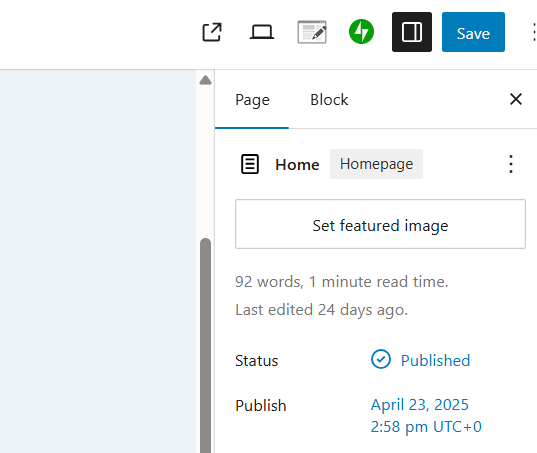 Save
Page Block
Home Homepage
Set featured image
92 words, 1 minute read time.
Last edited 24 days ago.
Status Published
Publish April 23, 2025
2:58 pm UTC+0